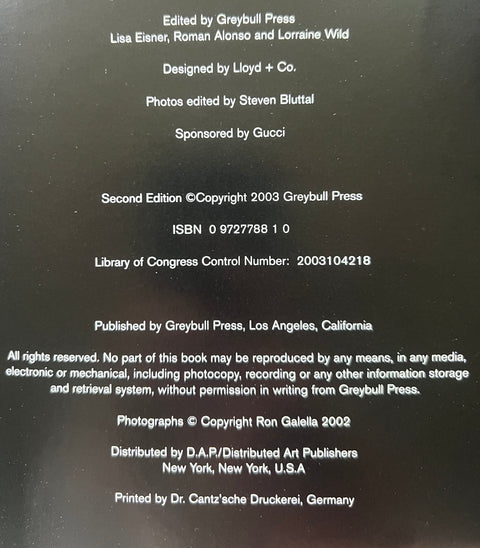 Edited by Greybull Press
Lisa Eisner, Roman Alonso and Lorraine Wild
Designed by Lloyd + Co.
Photos edited by Steven Bluttal
Sponsored by Gucci
Second Edition ©Copyright 2003 Greybull Press
ISBN 0 9727788 1 0
Library of Congress Control Number: 2003104218
Published by Greybull Press, Los Angeles, California
All rights reserved. No part of this book may be reproduced by any means, in any media,
electronic or mechanical, including photocopy, recording or any other information storage
and retrieval system, without permission in writing from Greybull Press.
Photographs © Copyright Ron Galella 2002
Distributed by D.A.P./Distributed Art Publishers
New York, New York, U.S.A
Printed by Dr. Cantz'sche Druckerei, Germany